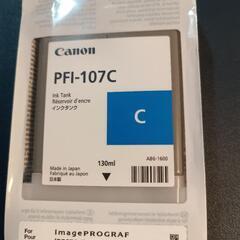 Canon
PFI-107C
Ink Tank
Réservoir d'encre
インクタンク
C
130ml
AB6-1600
Made in Japan
Fabriqué au Japon
日本製
For
Pour
imagePROGRAF